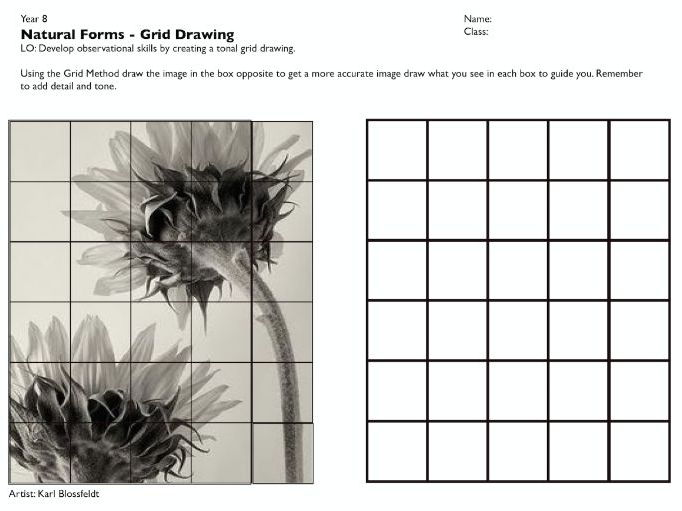 Year 8
Name:
Natural Forms - Grid Drawing
Class:
LO: Develop observational skills by creating a tonal grid drawing.
Using the Grid Method draw the image in the box opposite to get a more accurate image draw what you see in each box to guide you. Remember
to add detail and tone.
Artist: Karl Blossfeldt